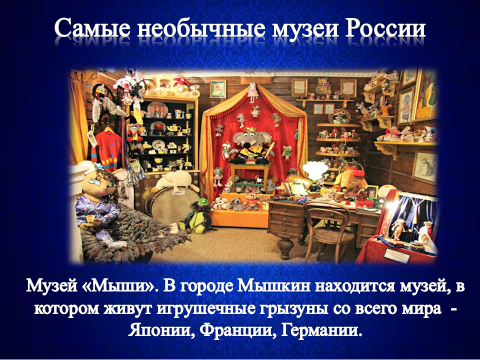 Самые необычные музеи России
Музей «Мыши». В городе Мышкин находится музей, в
котором живут игрушечные грызуны со всего мира -
Японии, Франции, Германии.